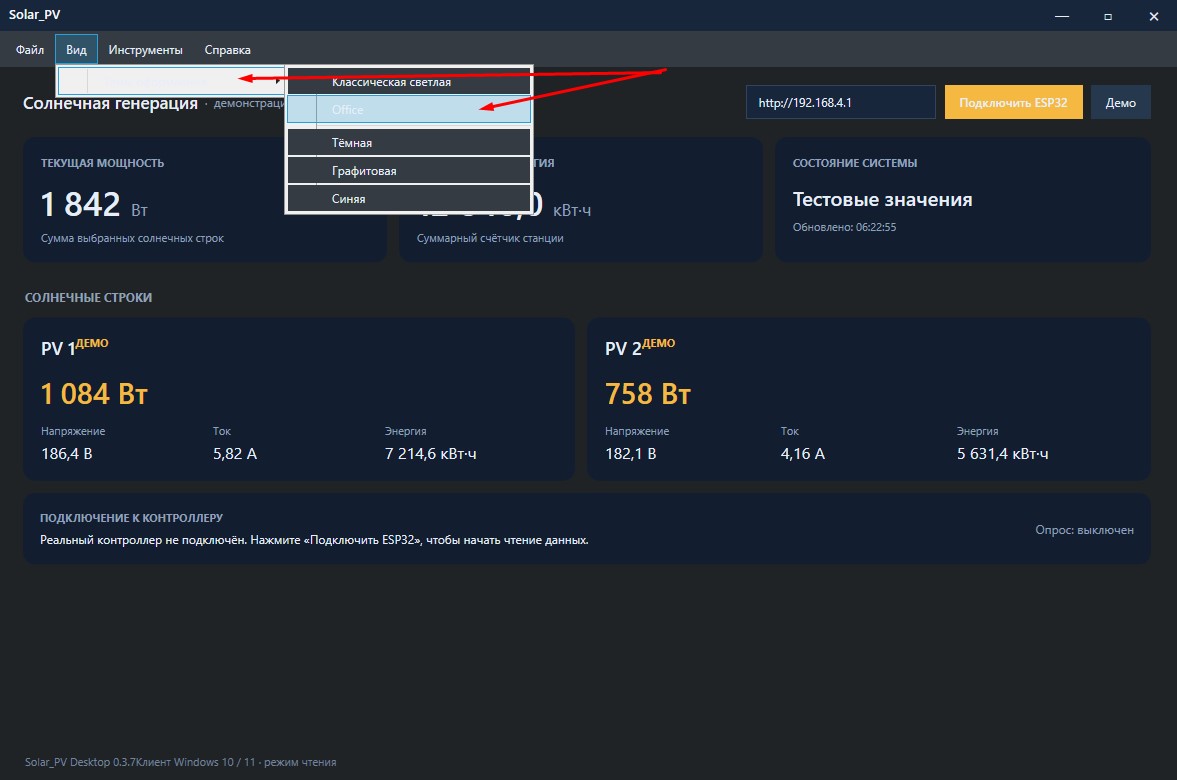 Solar_PV
Файл Вид Инструменты Справка
Классическая светлая
Office
Тёмная
Графитовая
Синяя
Солнечная генерация · демонстраци
http://192.168.4.1 Подключить ESP32 Демо
ТЕКУЩАЯ МОЩНОСТЬ
1 842 Вт
Сумма выбранных солнечных строк
кВт·ч
Суммарный счётчик станции
СОСТОЯНИЕ СИСТЕМЫ
Тестовые значения
Обновлено: 06:22:55
СОЛНЕЧНЫЕ СТРОКИ
PV 1 ДЕМО
1 084 Вт
Напряжение Ток Энергия
186,4 В 5,82 А 7 214,6 кВт·ч
PV 2 ДЕМО
758 Вт
Напряжение Ток Энергия
182,1 В 4,16 А 5 631,4 кВт·ч
ПОДКЛЮЧЕНИЕ К КОНТРОЛЛЕРУ
Реальный контроллер не подключён. Нажмите «Подключить ESP32», чтобы начать чтение данных.
Опрос: выключен
Solar_PV Desktop 0.3.7Клиент Windows 10 / 11 · режим чтения